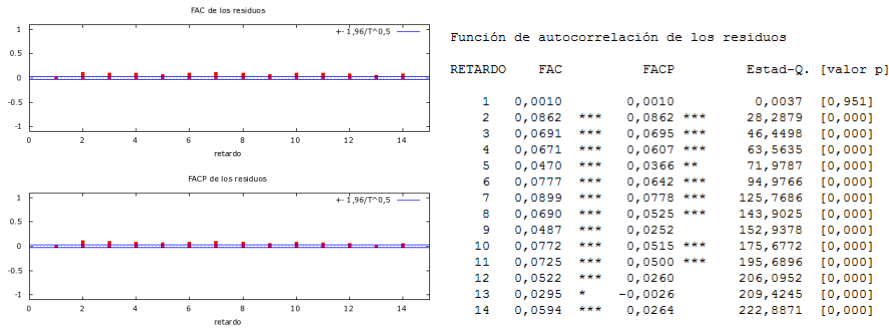 FAC de los residuos
+- 1,96/T^0,5
1
0.5
0
-0.5
-1
0 2 4 6 8 10 12 14
retardo
FACP de los residuos
+- 1,96/T^0,5
1
0.5
0
-0.5
-1
0 2 4 6 8 10 12 14
retardo
Función de autocorrelación de los residuos
RETARDO FAC FACP Estad-Q. [valor p]
1 0,0010 0,0010 0,0037 [0,951]
2 0,0862 *** 0,0862 *** 28,2879 [0,000]
3 0,0691 *** 0,0695 *** 46,4498 [0,000]
4 0,0671 *** 0,0607 *** 63,5635 [0,000]
5 0,0470 *** 0,0366 ** 71,9787 [0,000]
6 0,0777 *** 0,0642 *** 94,9766 [0,000]
7 0,0899 *** 0,0778 *** 125,7686 [0,000]
8 0,0690 *** 0,0525 *** 143,9025 [0,000]
9 0,0487 *** 0,0252 152,9378 [0,000]
10 0,0772 *** 0,0515 *** 175,6772 [0,000]
11 0,0725 *** 0,0500 *** 195,6896 [0,000]
12 0,0522 *** 0,0260 206,0952 [0,000]
13 0,0295 * -0,0026 209,4245 [0,000]
14 0,0594 *** 0,0264 222,8871 [0,000]